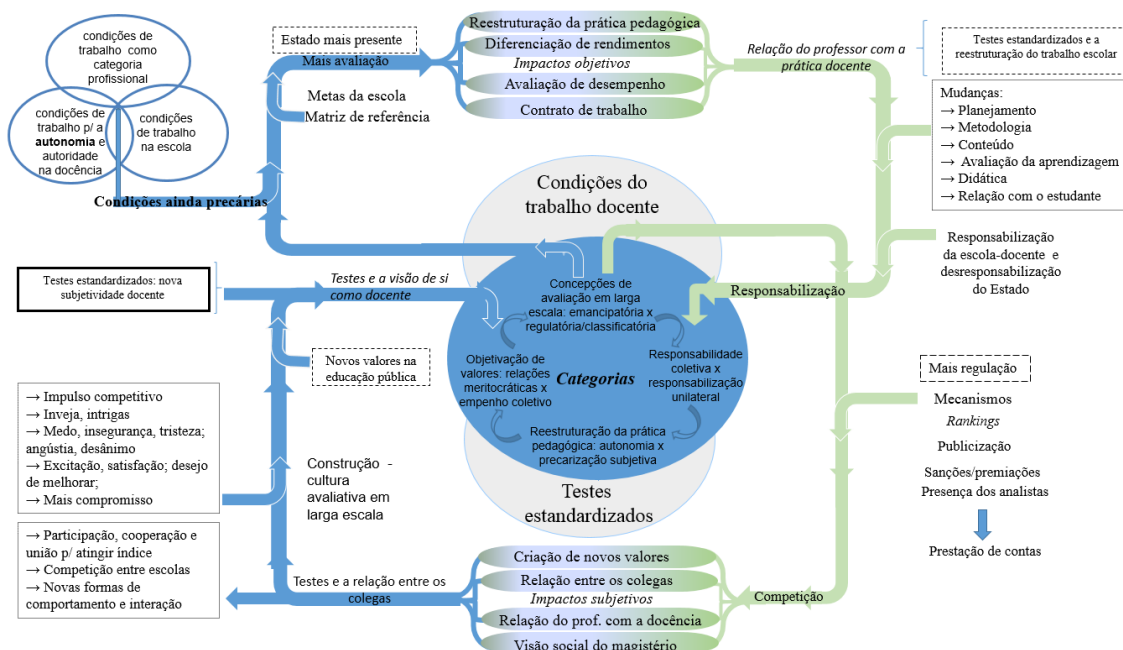 condições de
trabalho como
categoria
profissional
condições de
trabalho p/ a
autonomia e
autoridade
na docência
condições
de trabalho
na escola
Condições ainda precárias
Estado mais presente
Mais avaliação
Metas da escola
Matriz de referência
Reestruturação da prática pedagógica
Diferenciação de rendimentos
Impactos objetivos
Avaliação de desempenho
Contrato de trabalho
Relação do professor com a
prática docente
Testes estandardizados e a
reestruturação do trabalho escolar
Mudanças:
→ Planejamento
→ Metodologia
→ Conteúdo
→ Avaliação da aprendizagem
→ Didática
→ Relação com o estudante
Responsabilização
da escola-docente e
desresponsabilização
do Estado
Responsabilização
Condições do
trabalho docente
Concepções de
avaliação em larga
escala: emancipatória x
regulatória/classificatória
Responsabilidade
coletiva x
responsabilização
unilateral
Categorias
Objetivação de
valores: relações
meritocráticas x
empenho coletivo
Reestruturação da prática
pedagógica: autonomia x
precarização subjetiva
Testes
estandardizados
Testes estandardizados: nova
subjetividade docente
Testes e a visão de si
como docente
Novos valores na
educação pública
→ Impulso competitivo
→ Inveja, intrigas
→ Medo, insegurança, tristeza;
angústia, desânimo
→ Excitação, satisfação; desejo
de melhorar;
→ Mais compromisso
Construção -
cultura
avaliativa em
larga escala
→ Participação, cooperação e
união p/ atingir índice
→ Competição entre escolas
→ Novas formas de
comportamento e interação
Testes e a relação entre os
colegas
Criação de novos valores
Relação entre os colegas
Impactos subjetivos
Relação do prof. com a docência
Visão social do magistério
Competição
Mais regulação
Mecanismos
Rankings
Publicização
Sanções/premiações
Presença dos analistas
Prestação de contas